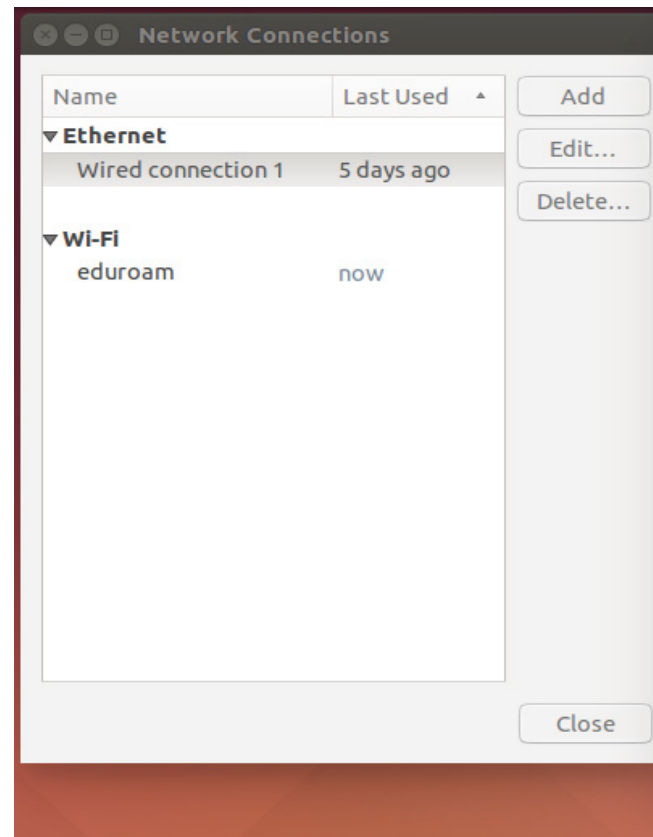 Network Connections
Name Last Used Add
Ethernet
Edit...
Wired connection 1 5 days ago
Delete...
Wi-Fi
eduroam now
Close